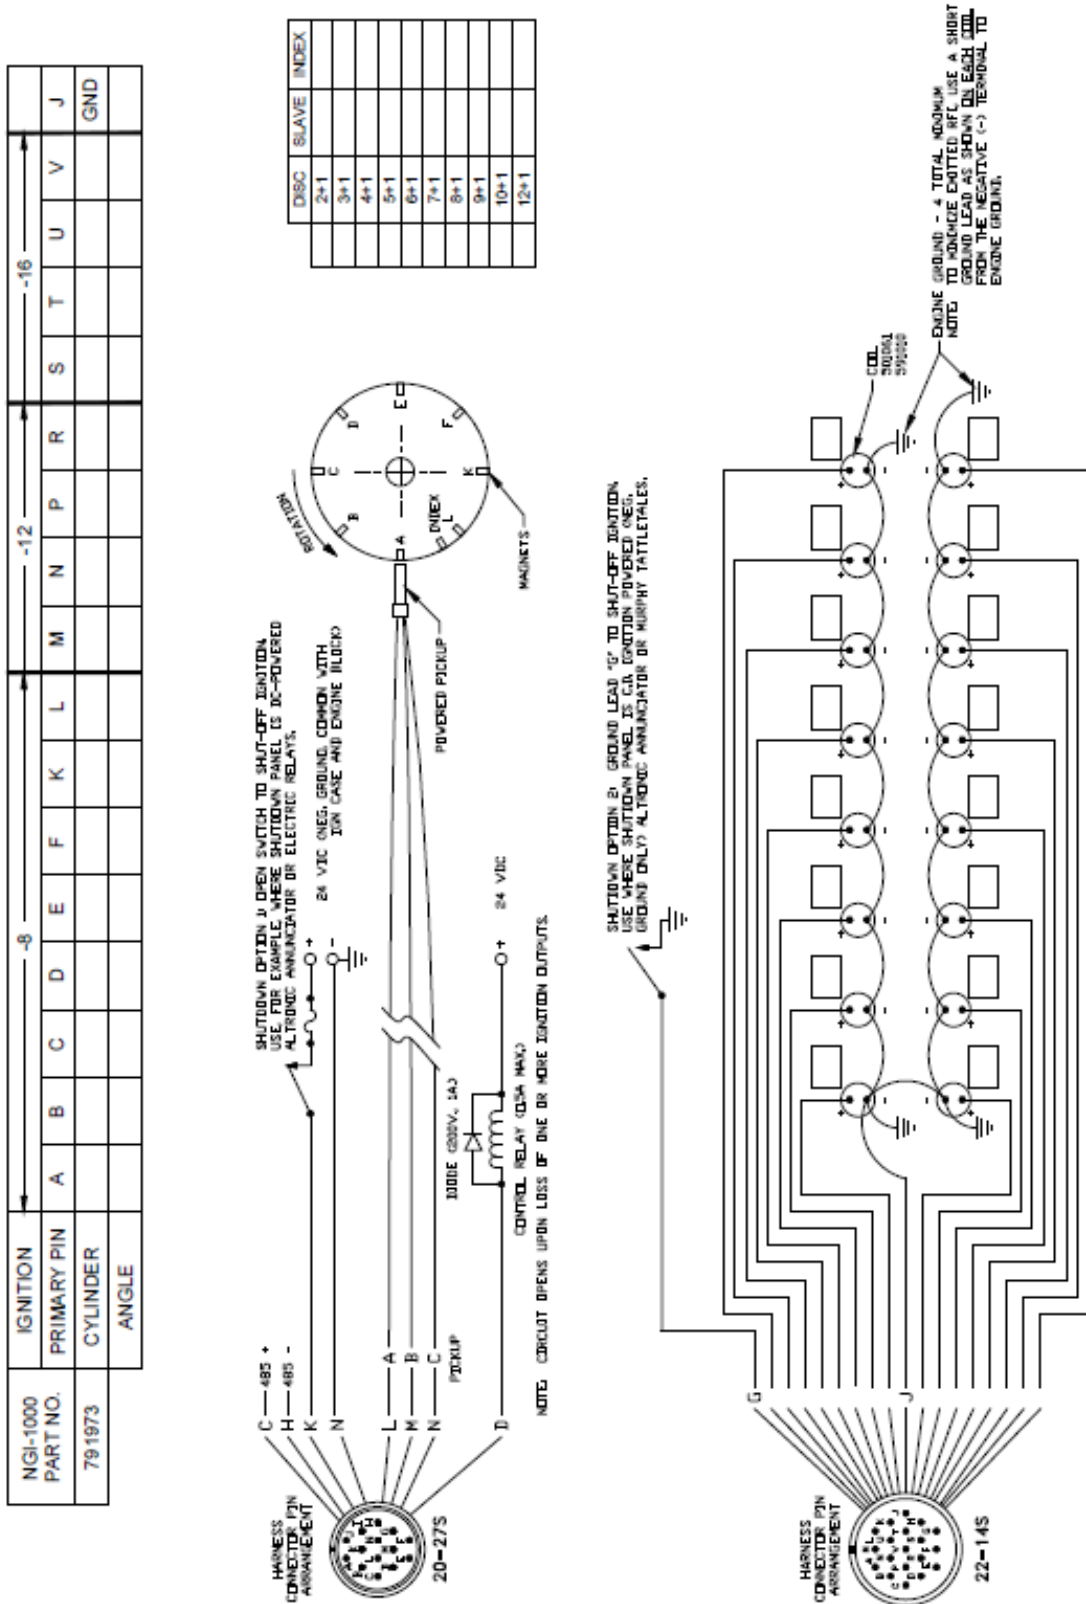 NGI-1000 IGNITION -8 -12 -16
PART NO. PRIMARY PIN A B C D E F K L M N P R S T U V J
791973 CYLINDER GND
ANGLE
HARNESS
CONNECTOR PIN
ARRANGEMENT
20-27S
C 485 +
H 485 -
K
N
L A
M B
N C
PICKUP
D
SHUTDOWN OPTION 1: OPEN SWITCH TO SHUT-OFF IGNITION.
USE, FOR EXAMPLE, WHERE SHUTDOWN PANEL IS DC-POWERED
ALTRONIC ANNUNCIATOR OR ELECTRIC RELAYS.
+
-
24 VDC (NEG. GROUND, COMMON WITH
IGN CASE AND ENGINE BLOCK)
DIODE (200V., 1A)
CONTROL RELAY (0.5A MAX.)
+ 24 VDC
NOTE: CIRCUIT OPENS UPON LOSS OF ONE OR MORE IGNITION OUTPUTS.
POWERED PICKUP
ROTATION
A
B
C
D
E
F
K
L
INDEX
MAGNETS
DISC SLAVE INDEX
2+1
3+1
4+1
5+1
6+1
7+1
8+1
9+1
10+1
12+1
SHUTDOWN OPTION 2: GROUND LEAD "G" TO SHUT-OFF IGNITION.
USE WHERE SHUTDOWN PANEL IS C.D. IGNITION POWERED (NEG.
GROUND ONLY) ALTRONIC ANNUNCIATOR OR MURPHY TATTLETALES.
HARNESS
CONNECTOR PIN
ARRANGEMENT
22-14S
G
J
COIL
501061
591010
ENGINE GROUND - 4 TOTAL MINIMUM
NOTE: TO MINIMIZE EMITTED RFI, USE A SHORT
GROUND LEAD AS SHOWN ON EACH COIL
FROM THE NEGATIVE (-) TERMINAL TO
ENGINE GROUND.